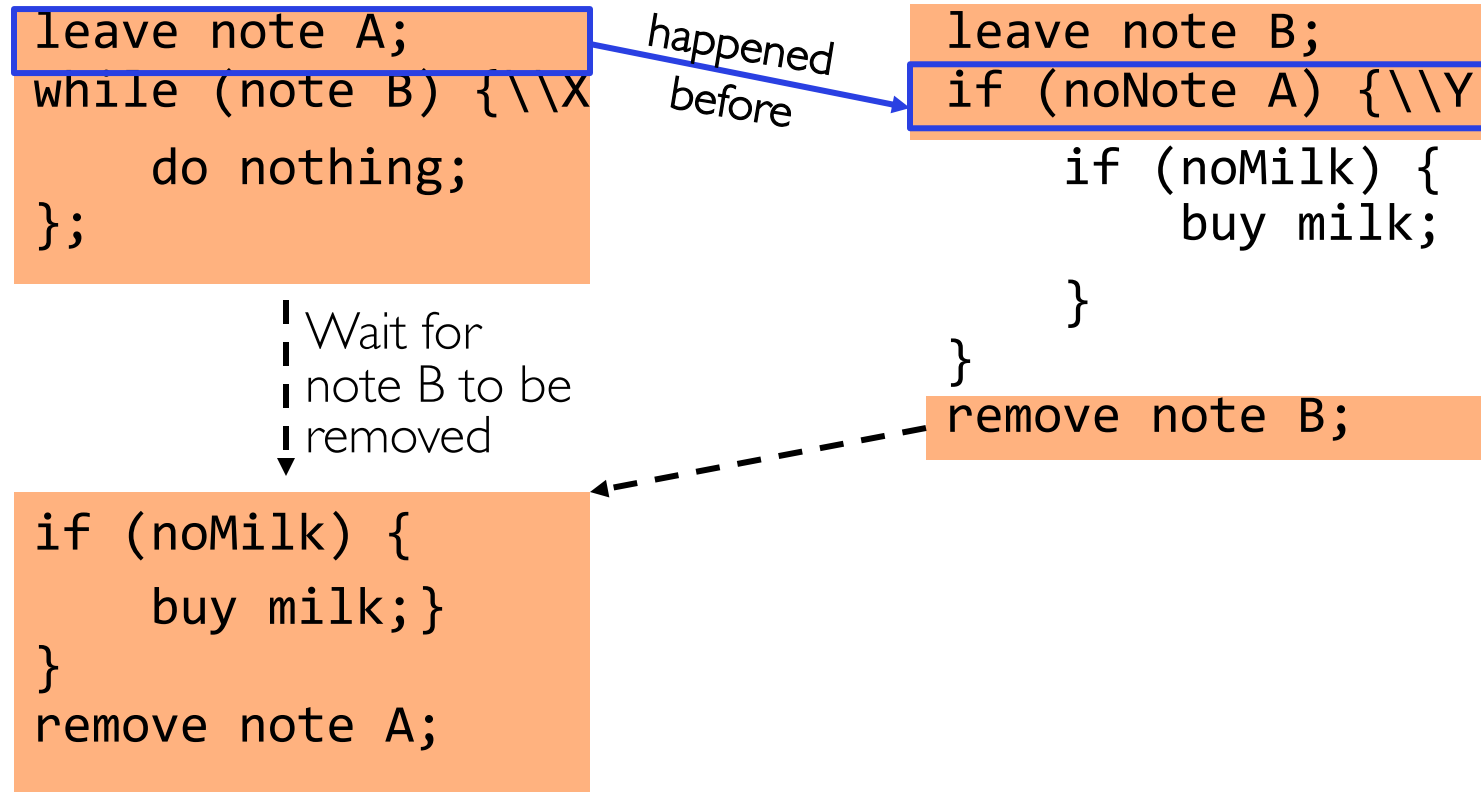 leave note A;
while (note B) {\\X
do nothing;
};
happened
before
leave note B;
if (noNote A) {\\Y
if (noMilk) {
buy milk;
}
}
remove note B;
Wait for
note B to be
removed
if (noMilk) {
buy milk;}
}
remove note A;